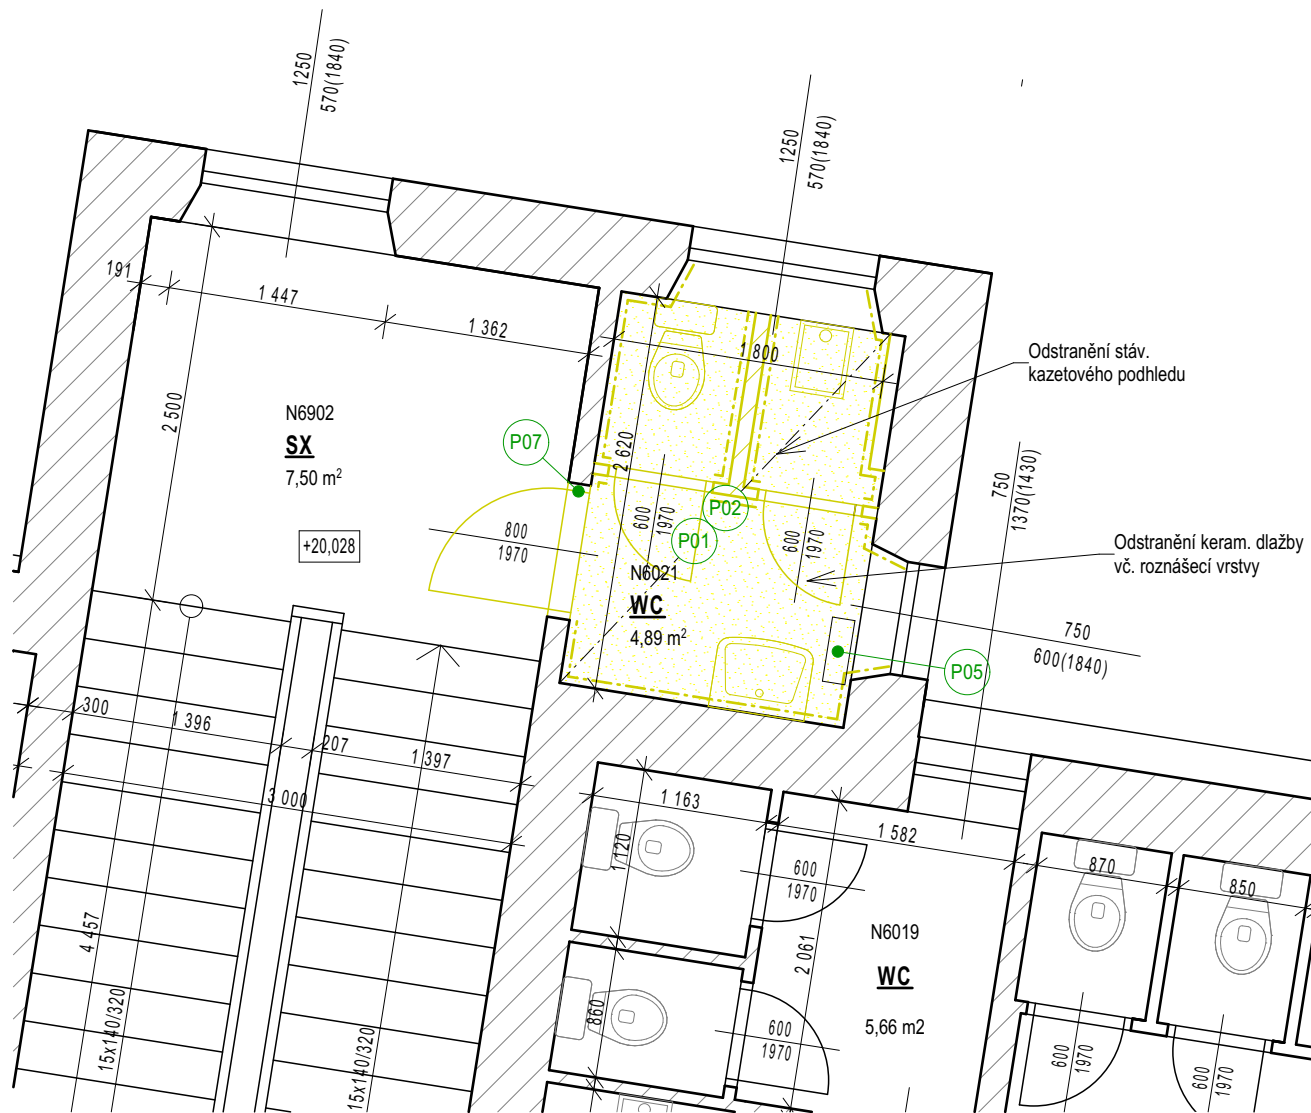 1250
570(1840)
1250
570(1840)
191
1 447
1 362
1 800
Odstranění stáv.
kazetového podhledu
2 500
N6902
SX
7,50 m²
+20,028
P07
2 620
P02
P01
600
1970
600
1970
800
1970
750
1370(1430)
Odstranění keram. dlažby
vč. roznášecí vrstvy
N6021
WC
4,89 m²
750
600(1840)
P05
300
1 396
207
1 397
3 000
1 163
1 120
1 582
870
850
600
1970
4 457
2 061
N6019
WC
5,66 m2
860
600
1970
15x140/320
15x140/320
600
1970
600
1970